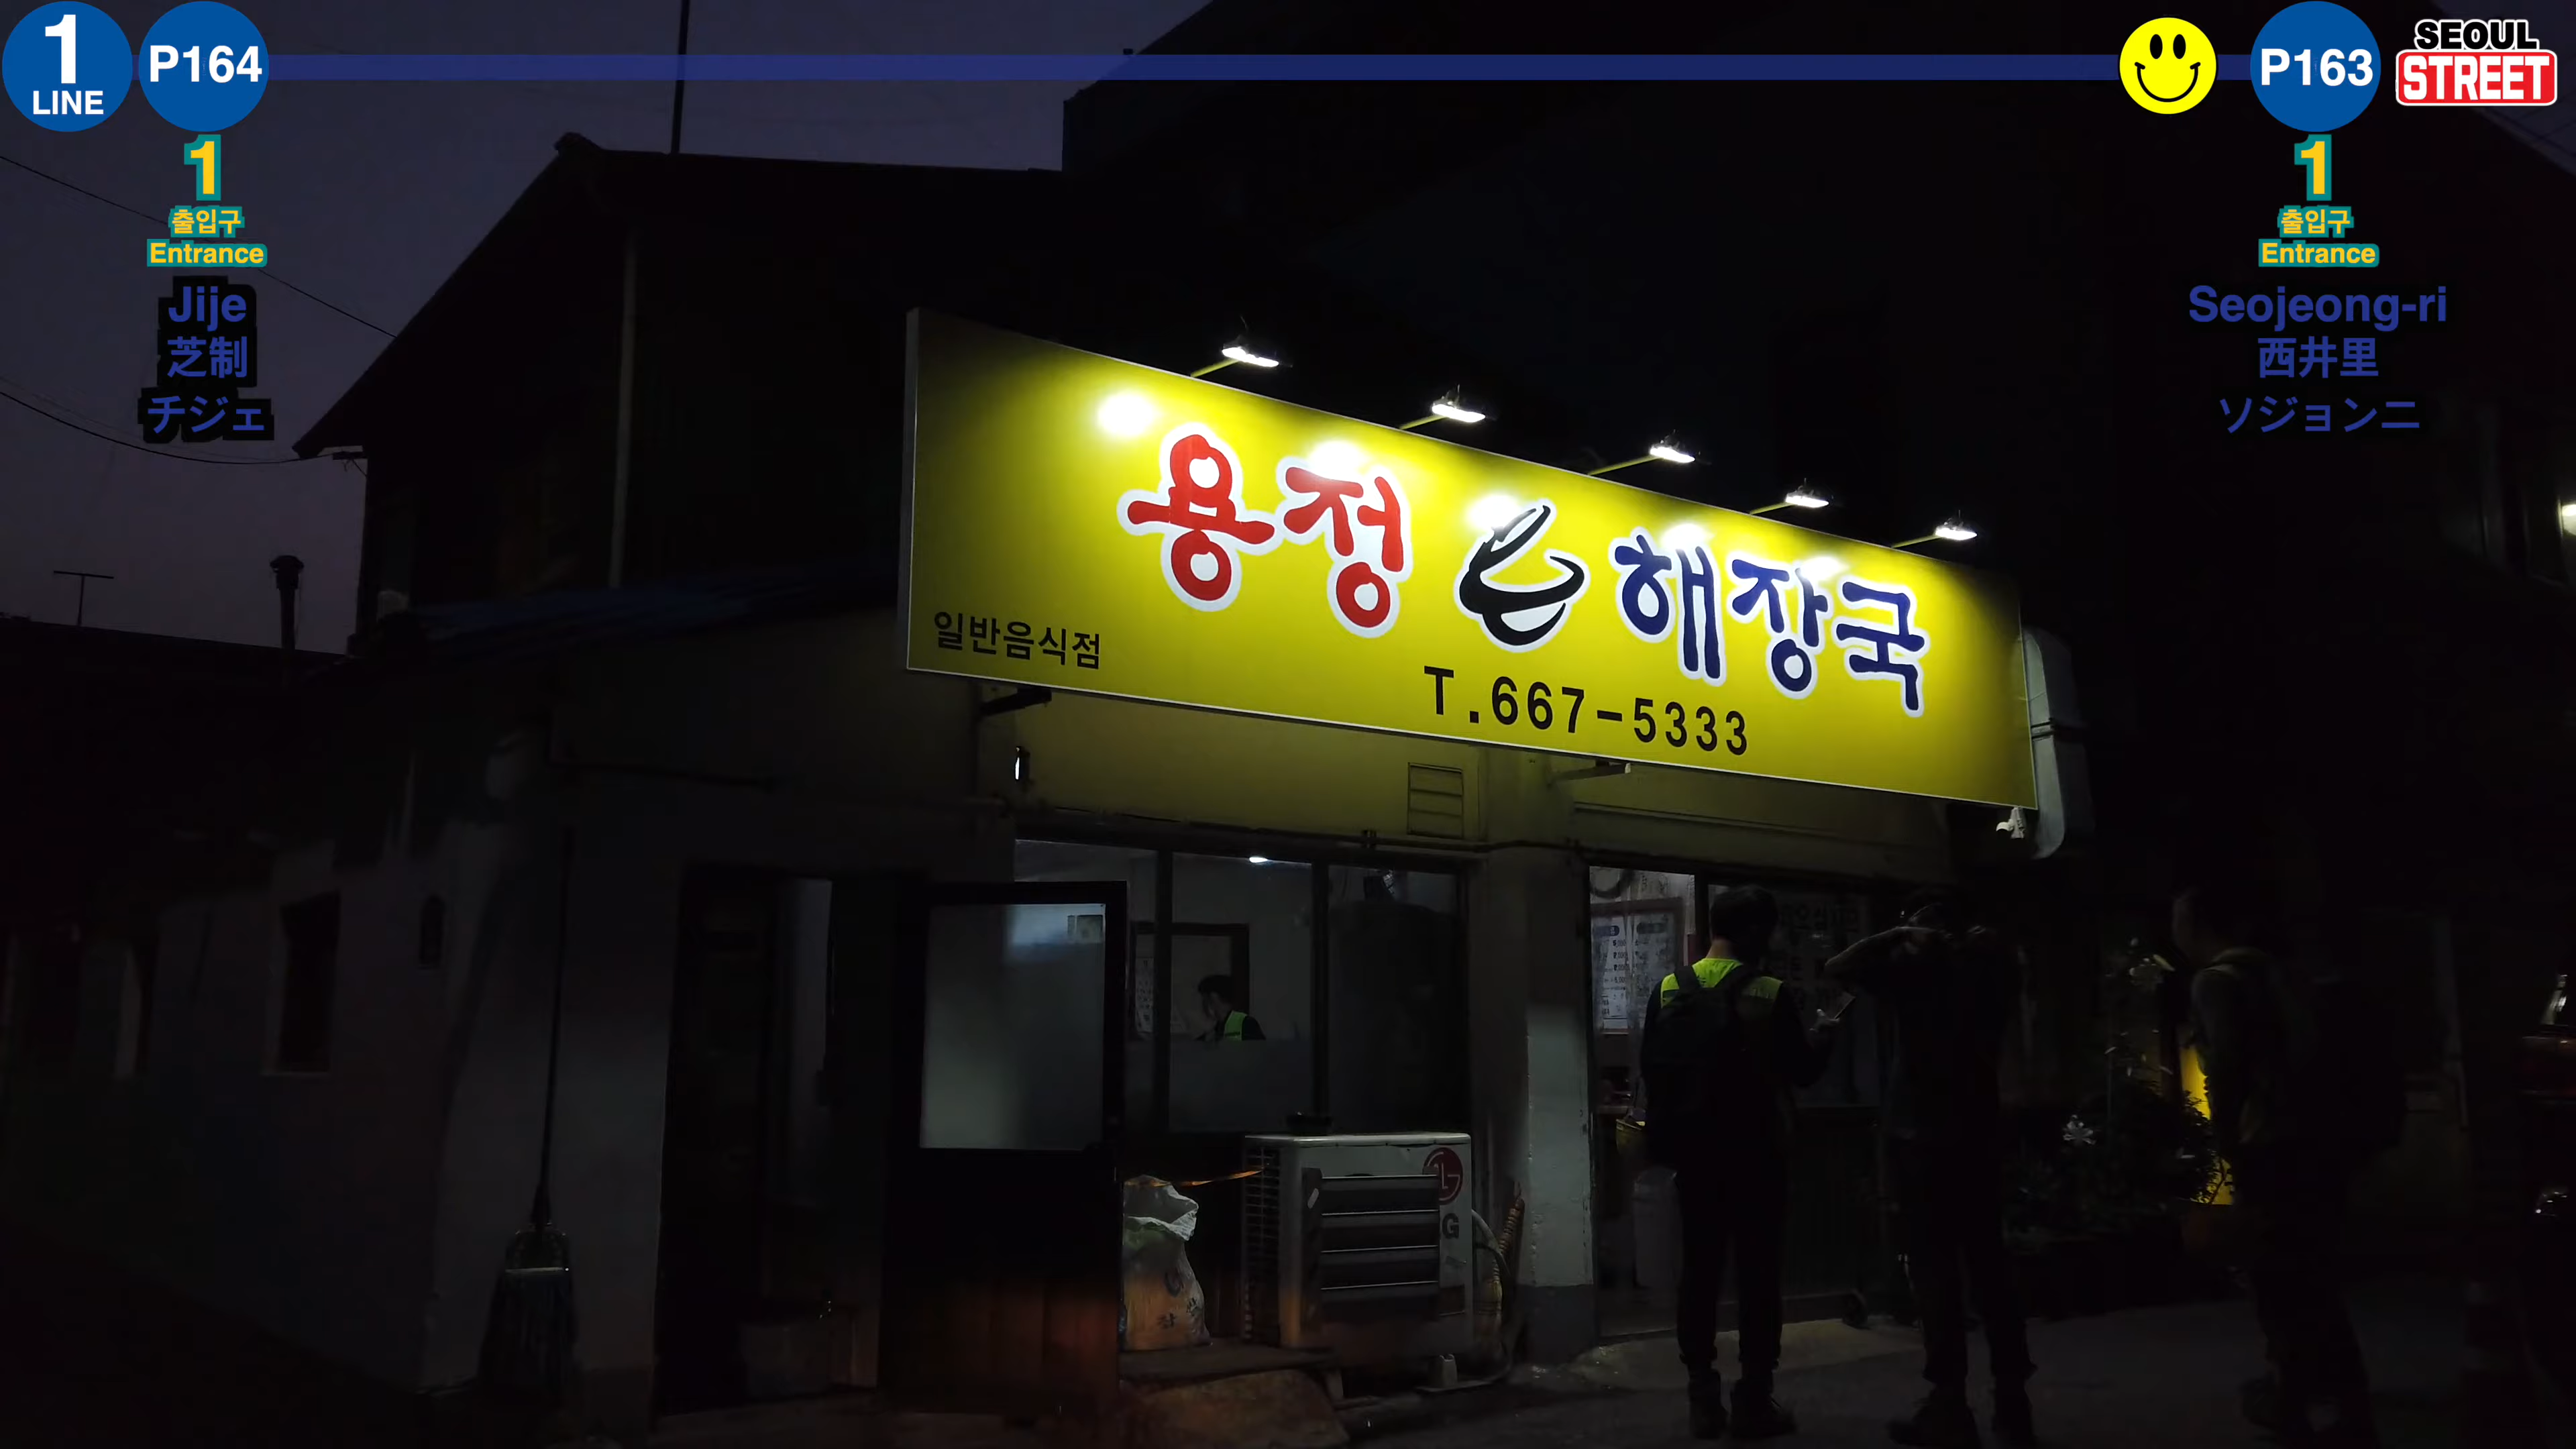 1
LINE
P164
P163
SEOUL
STREET
1
출입구
Entrance
Jije
芝制
チジェ
1
출입구
Entrance
Seojeong-ri
西井里
ソジョンニ
용정 해장국
일반음식점
T.667-5333
LG